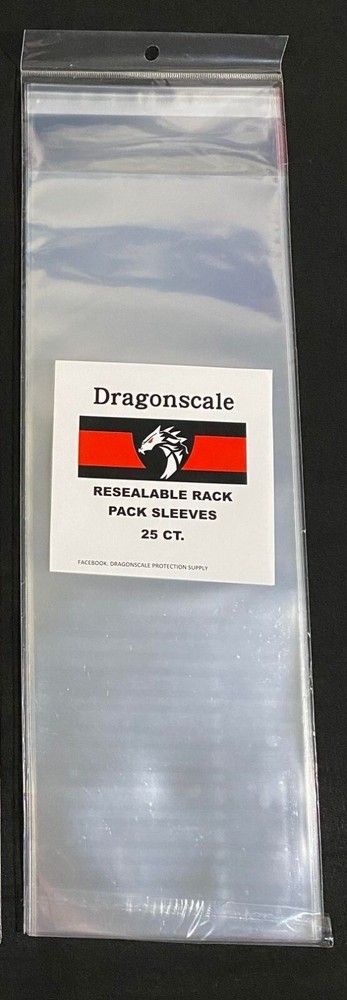 Dragonscale
RESEALABLE RACK
PACK SLEEVES
25 CT.
FACEBOOK: DRAGONSCALE PROTECTION SUPPLY